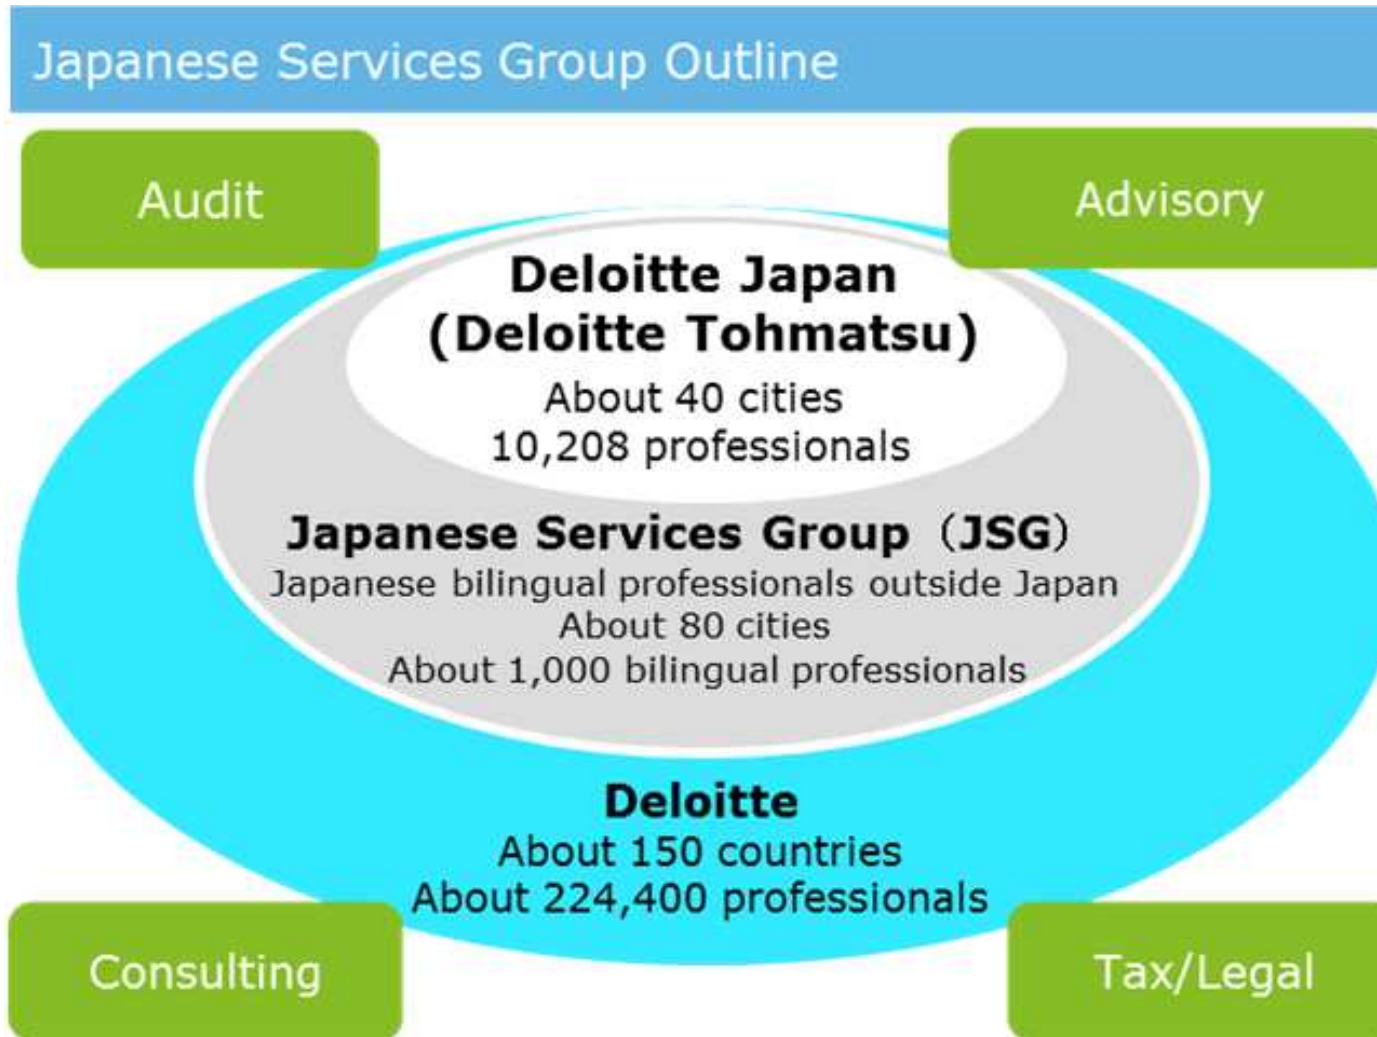 Japanese Services Group Outline
Audit
Advisory
Deloitte Japan
(Deloitte Tohmatsu)
About 40 cities
10,208 professionals
Japanese Services Group（JSG）
Japanese bilingual professionals outside Japan
About 80 cities
About 1,000 bilingual professionals
Deloitte
About 150 countries
About 224,400 professionals
Consulting
Tax/Legal